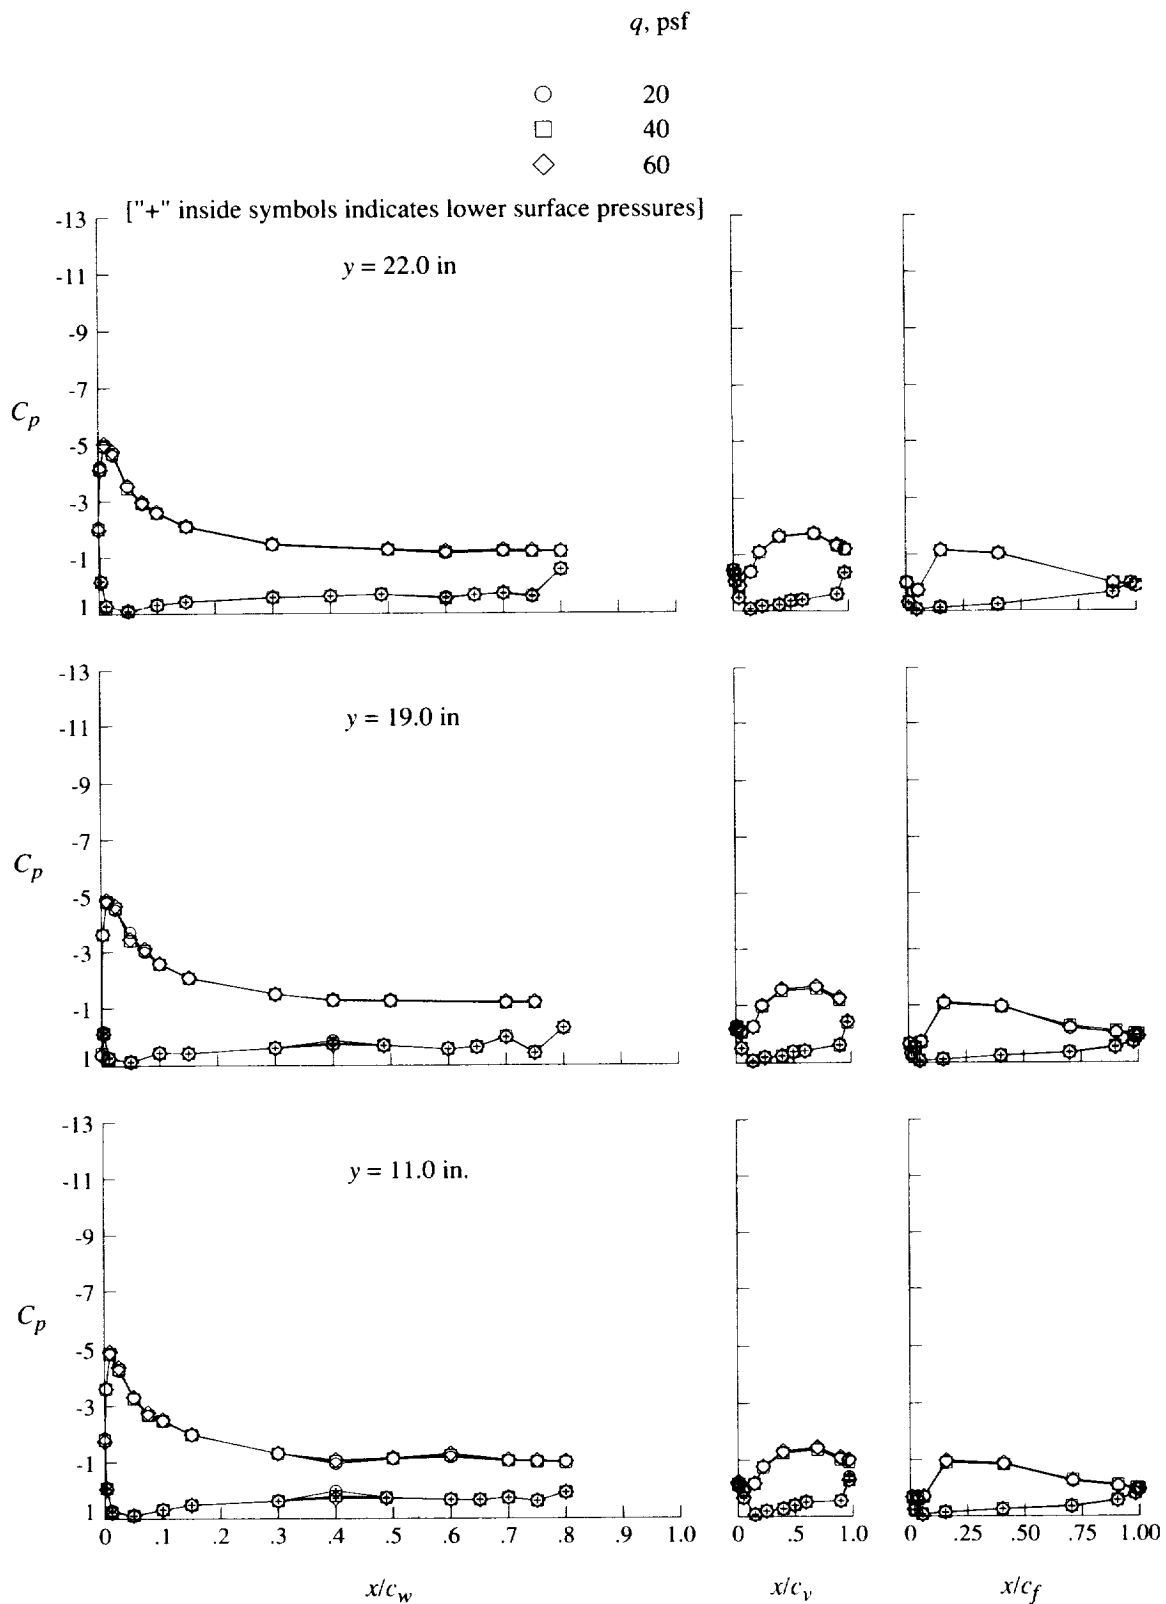 q, psf
20
40
60
["+" inside symbols indicates lower surface pressures]
y = 22.0 in
-13
-11
-9
-7
C_p
-5
-3
-1
1
y = 19.0 in
-13
-11
-9
-7
C_p
-5
-3
-1
1
y = 11.0 in.
-13
-11
-9
-7
C_p
-5
-3
-1
1
0 .1 .2 .3 .4 .5 .6 .7 .8 .9 1.0
0 .5 1.0
0 .25 .50 .75 1.00
x/c_w
x/c_v
x/c_f